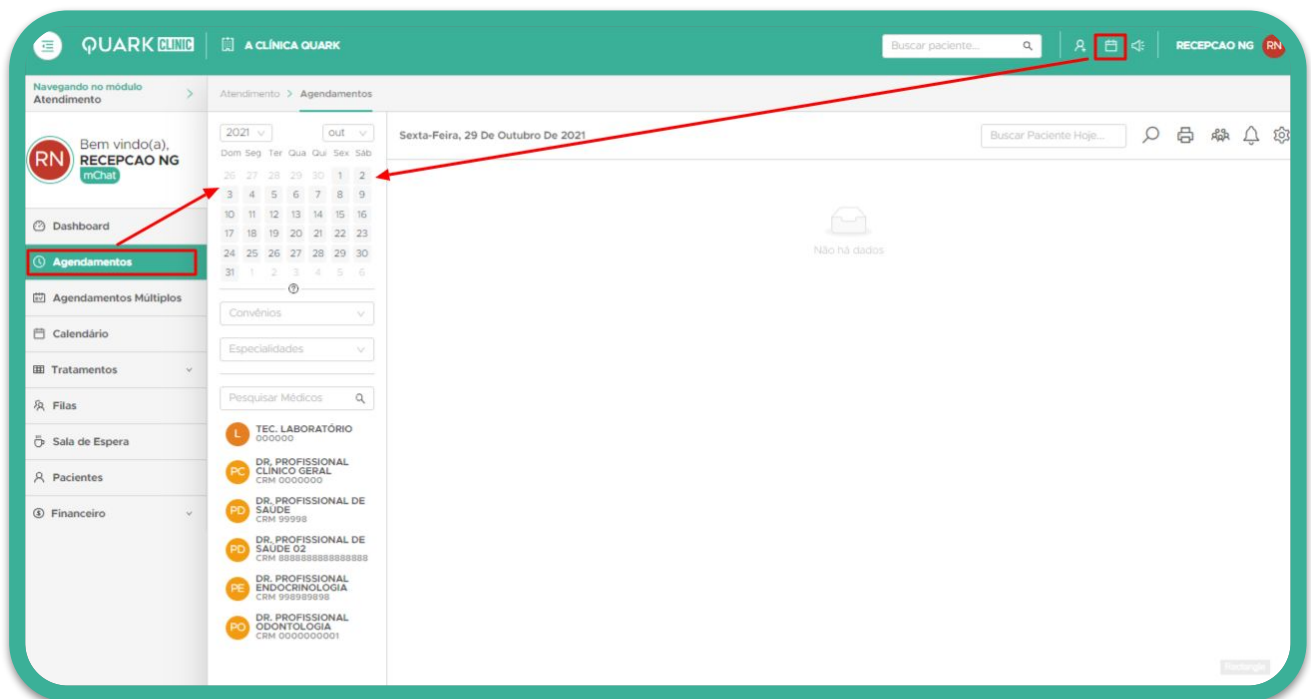 QUARK CLINIC
A CLÍNICA QUARK
Buscar paciente...
RECEPCAO NG
RN
Navegando no módulo
Atendimento
Atendimento > Agendamentos
RN
Bem vindo(a),
RECEPCAO NG
mChat
Dashboard
Agendamentos
Agendamentos Múltiplos
Calendário
Tratamentos
Filas
Sala de Espera
Pacientes
Financeiro
2021 out
Dom Seg Ter Qua Qui Sex Sáb
26 27 28 29 30 1 2
3 4 5 6 7 8 9
10 11 12 13 14 15 16
17 18 19 20 21 22 23
24 25 26 27 28 29 30
31 1 2 3 4 5 6
Convênios
Especialidades
Pesquisar Médicos
L
TEC. LABORATÓRIO
000000
PC
DR, PROFISSIONAL
CLÍNICO GERAL
CRM 0000000
PD
DR. PROFISSIONAL DE
SAÚDE
CRM 99998
PD
DR. PROFISSIONAL DE
SAÚDE 02
CRM 8888888888888888
PE
DR. PROFISSIONAL
ENDOCRINOLOGIA
CRM 998989898
PO
DR. PROFISSIONAL
ODONTOLOGIA
CRM 0000000001
Sexta-Feira, 29 De Outubro De 2021
Buscar Paciente Hoje...
Não há dados
Rectangle